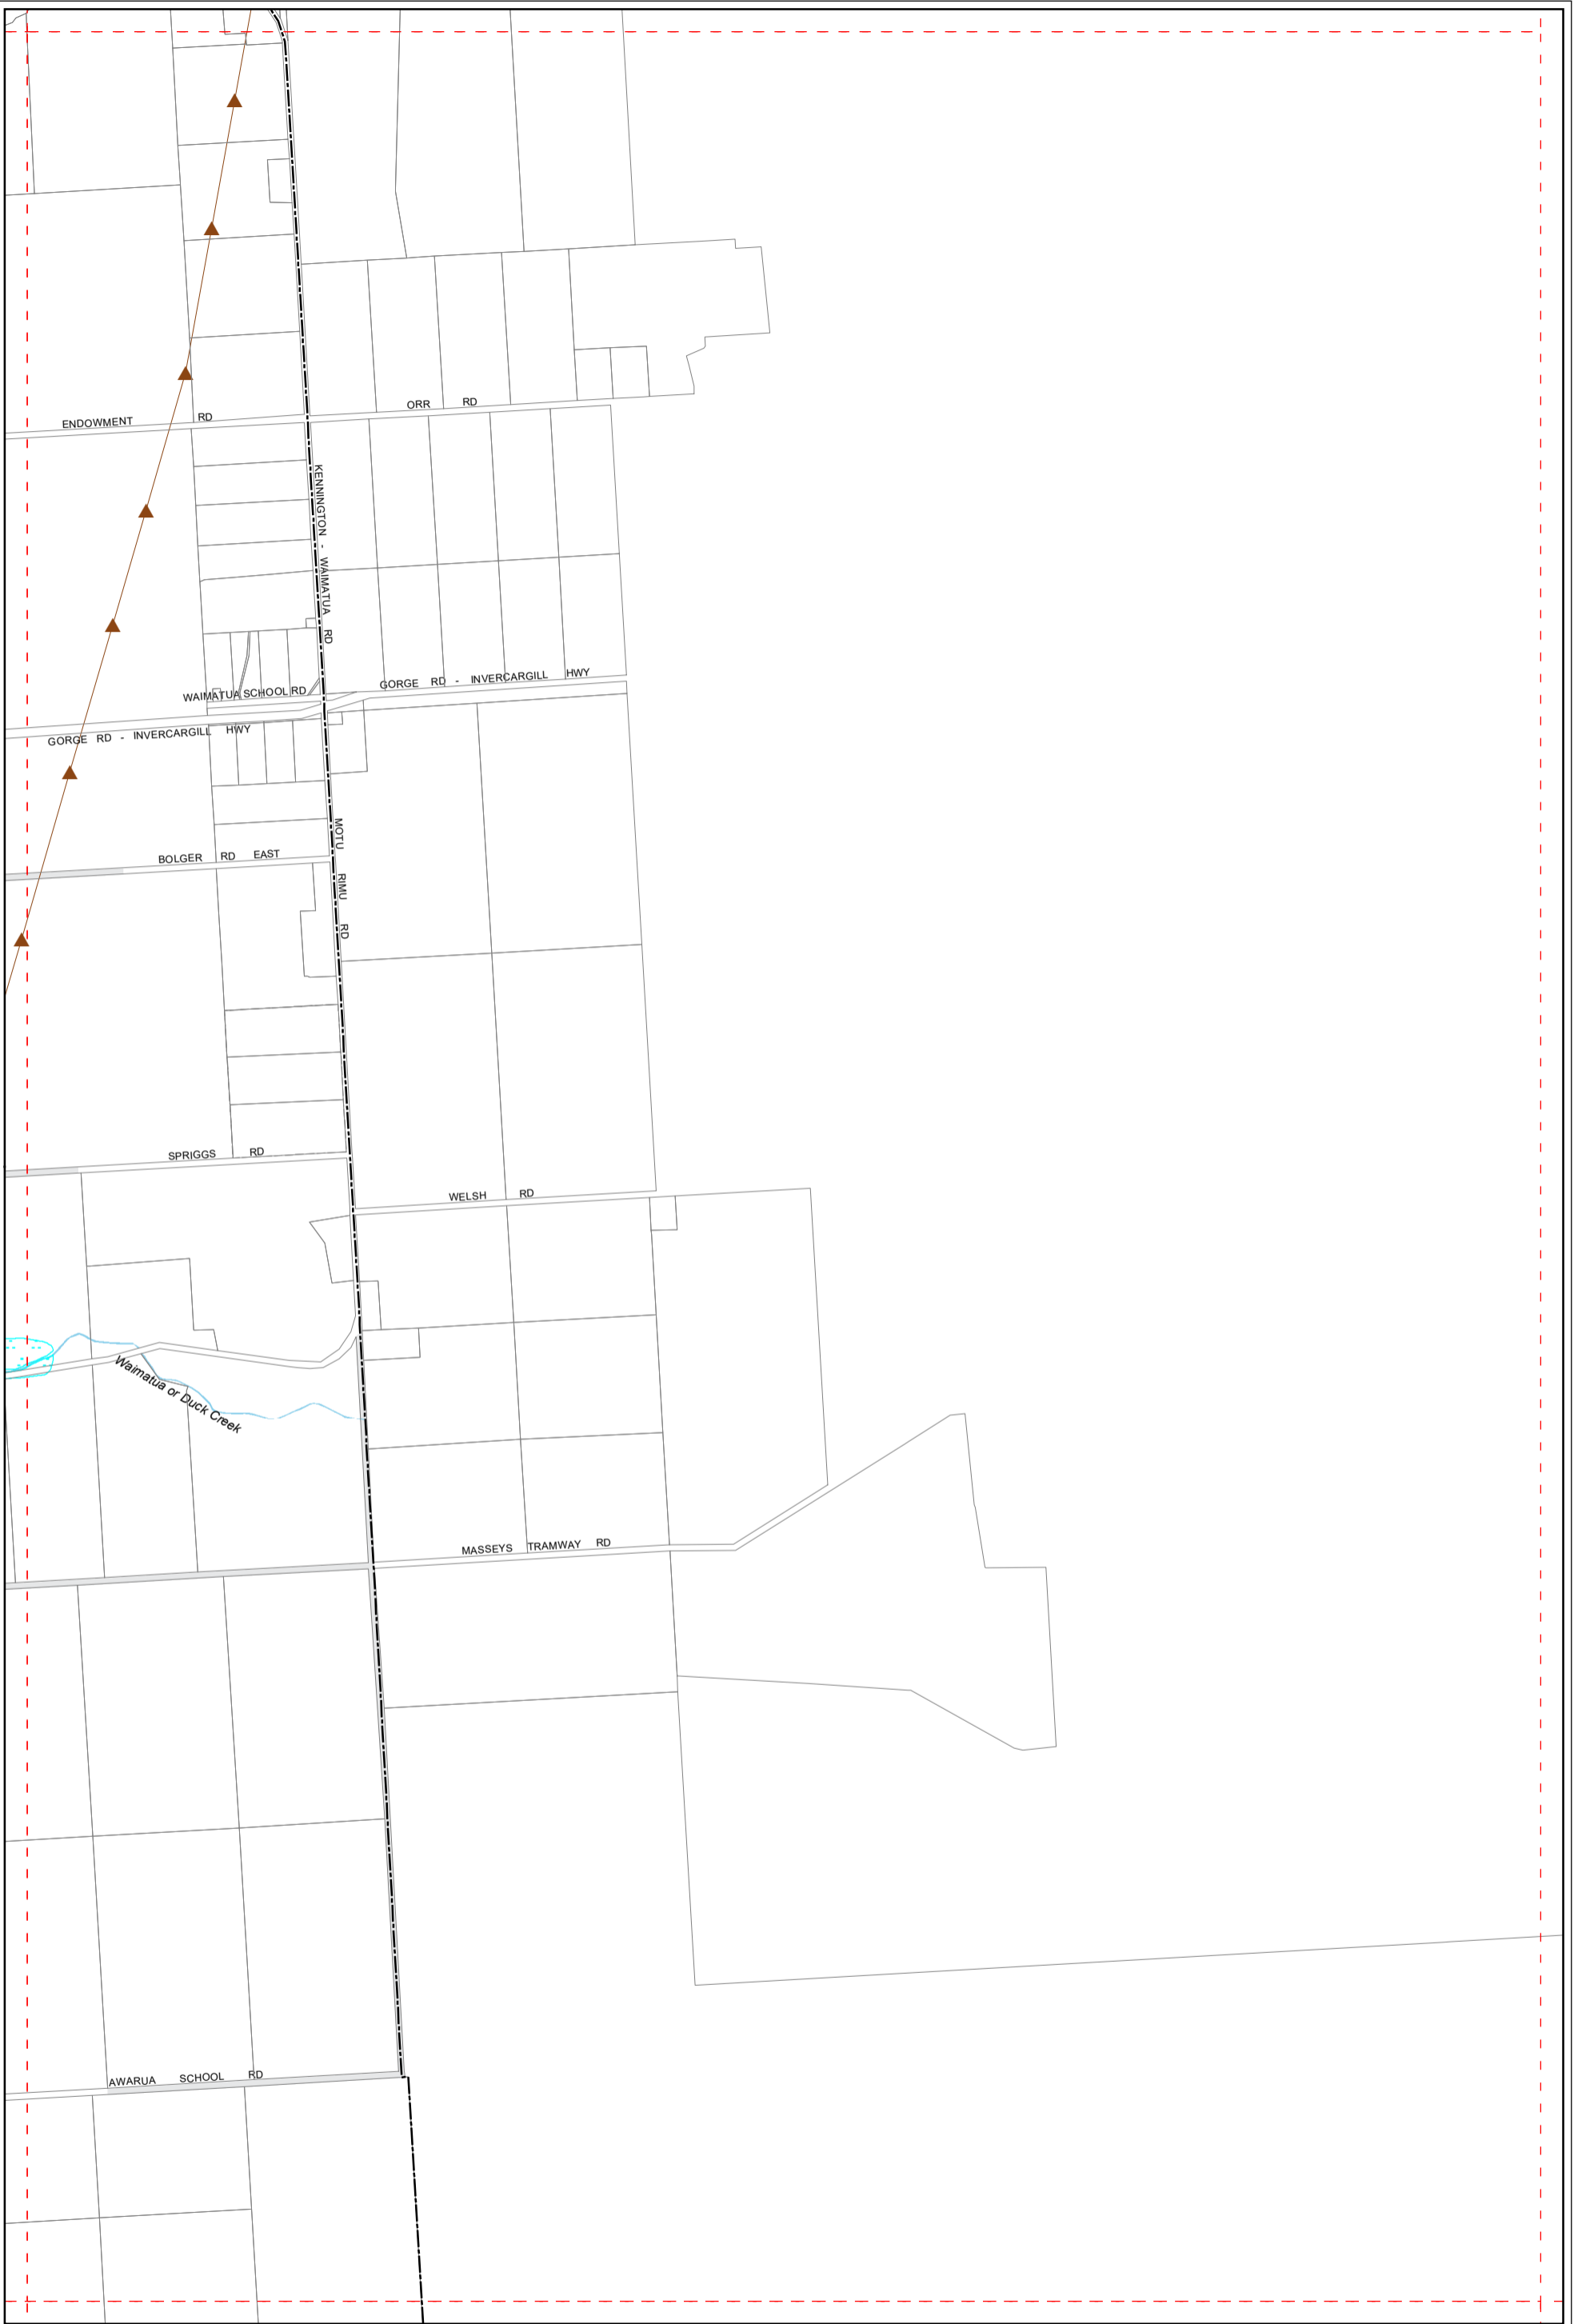 ENDOWMENT RD
ORR RD
KENNINGTON - WAIMATUA RD
WAIMATUA SCHOOL RD
GORGE RD - INVERCARGILL HWY
GORGE RD - INVERCARGILL HWY
MOTU RIMU RD
BOLGER RD EAST
SPRIGGS RD
WELSH RD
Waimatua or Duck Creek
MASSEYS TRAMWAY RD
AWARUA SCHOOL RD